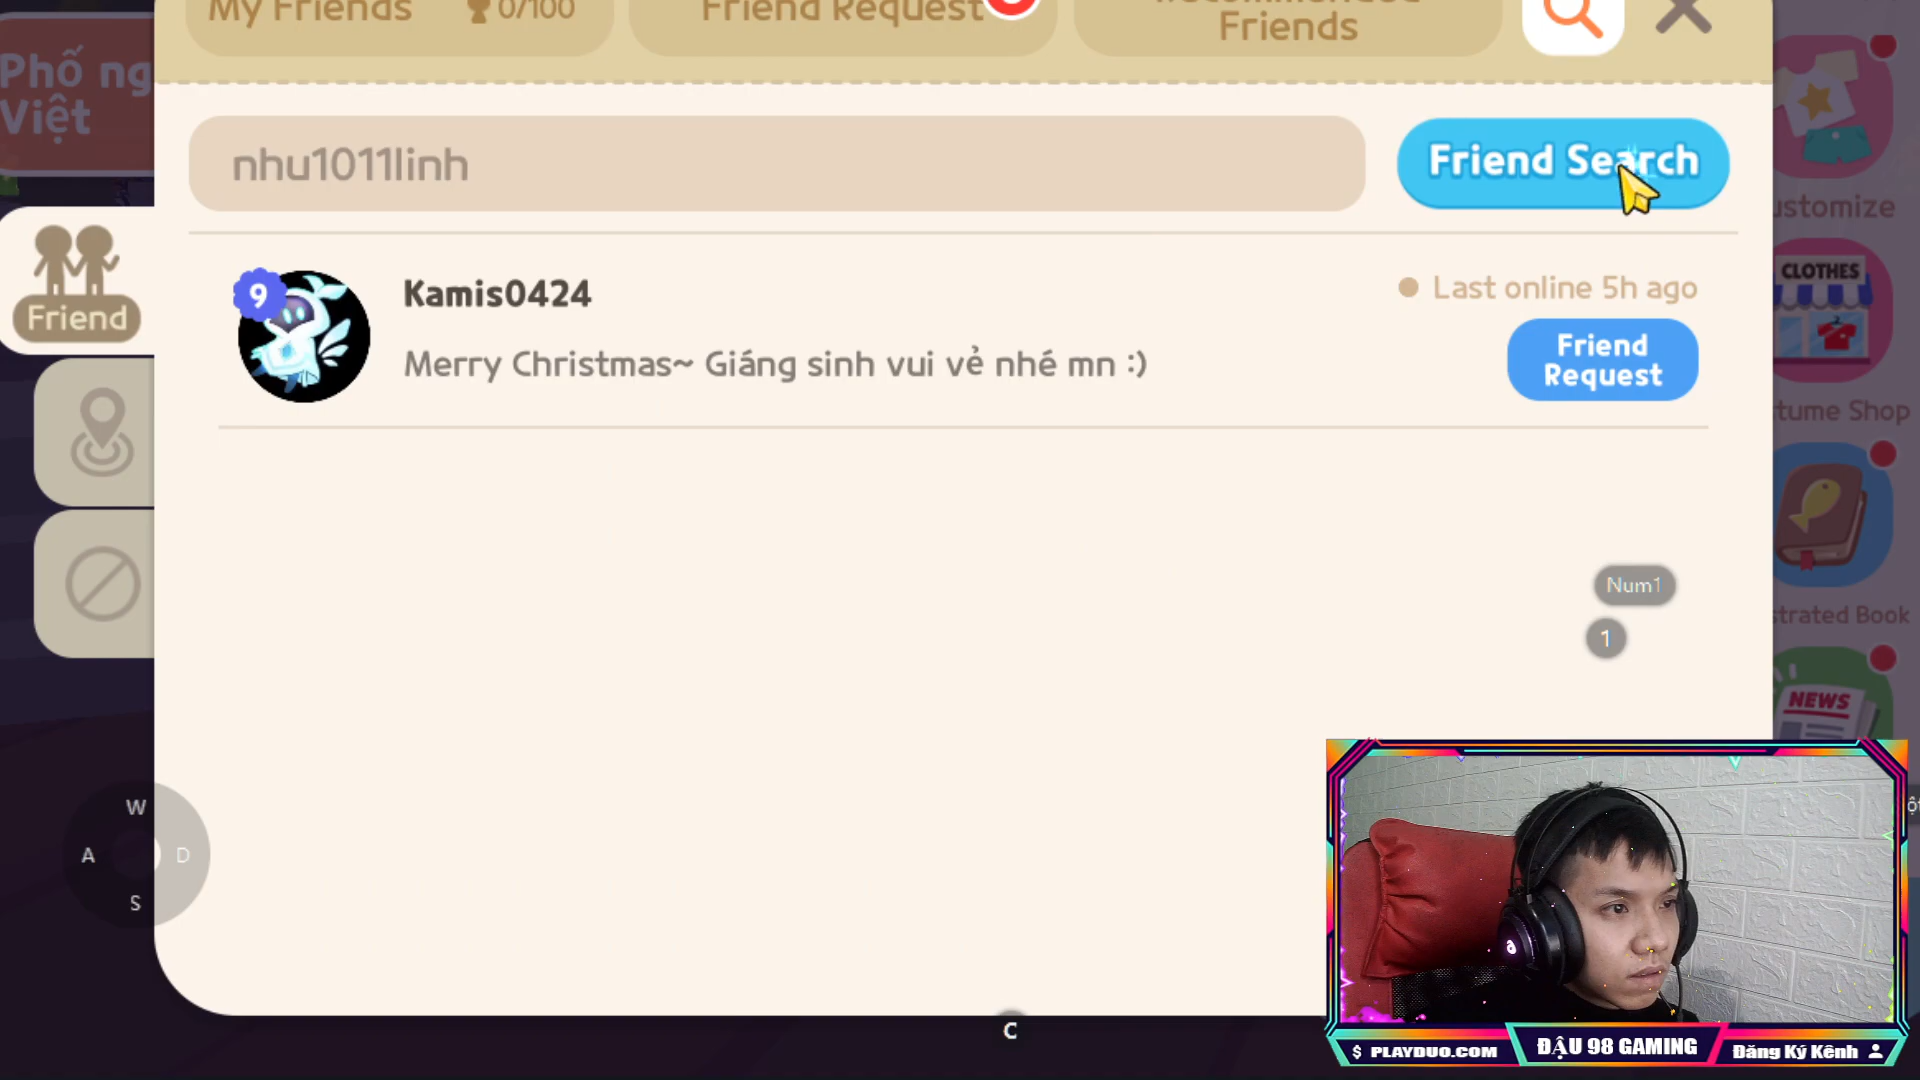 My Friends
0/100
Friend Request
Recommended
Friends
Phố ng
Việt
nhu1011linh
Friend Search
ustomize
9
Kamis0424
Last online 5h ago
Merry Christmas~ Giáng sinh vui vẻ nhé mn :)
Friend
Request
Friend
CLOTHES
tume Shop
Num1
1
strated Book
NEWS
W
A
D
S
C
$ PLAYDUO.COM
ĐẬU 98 GAMING
Đăng Ký Kênh